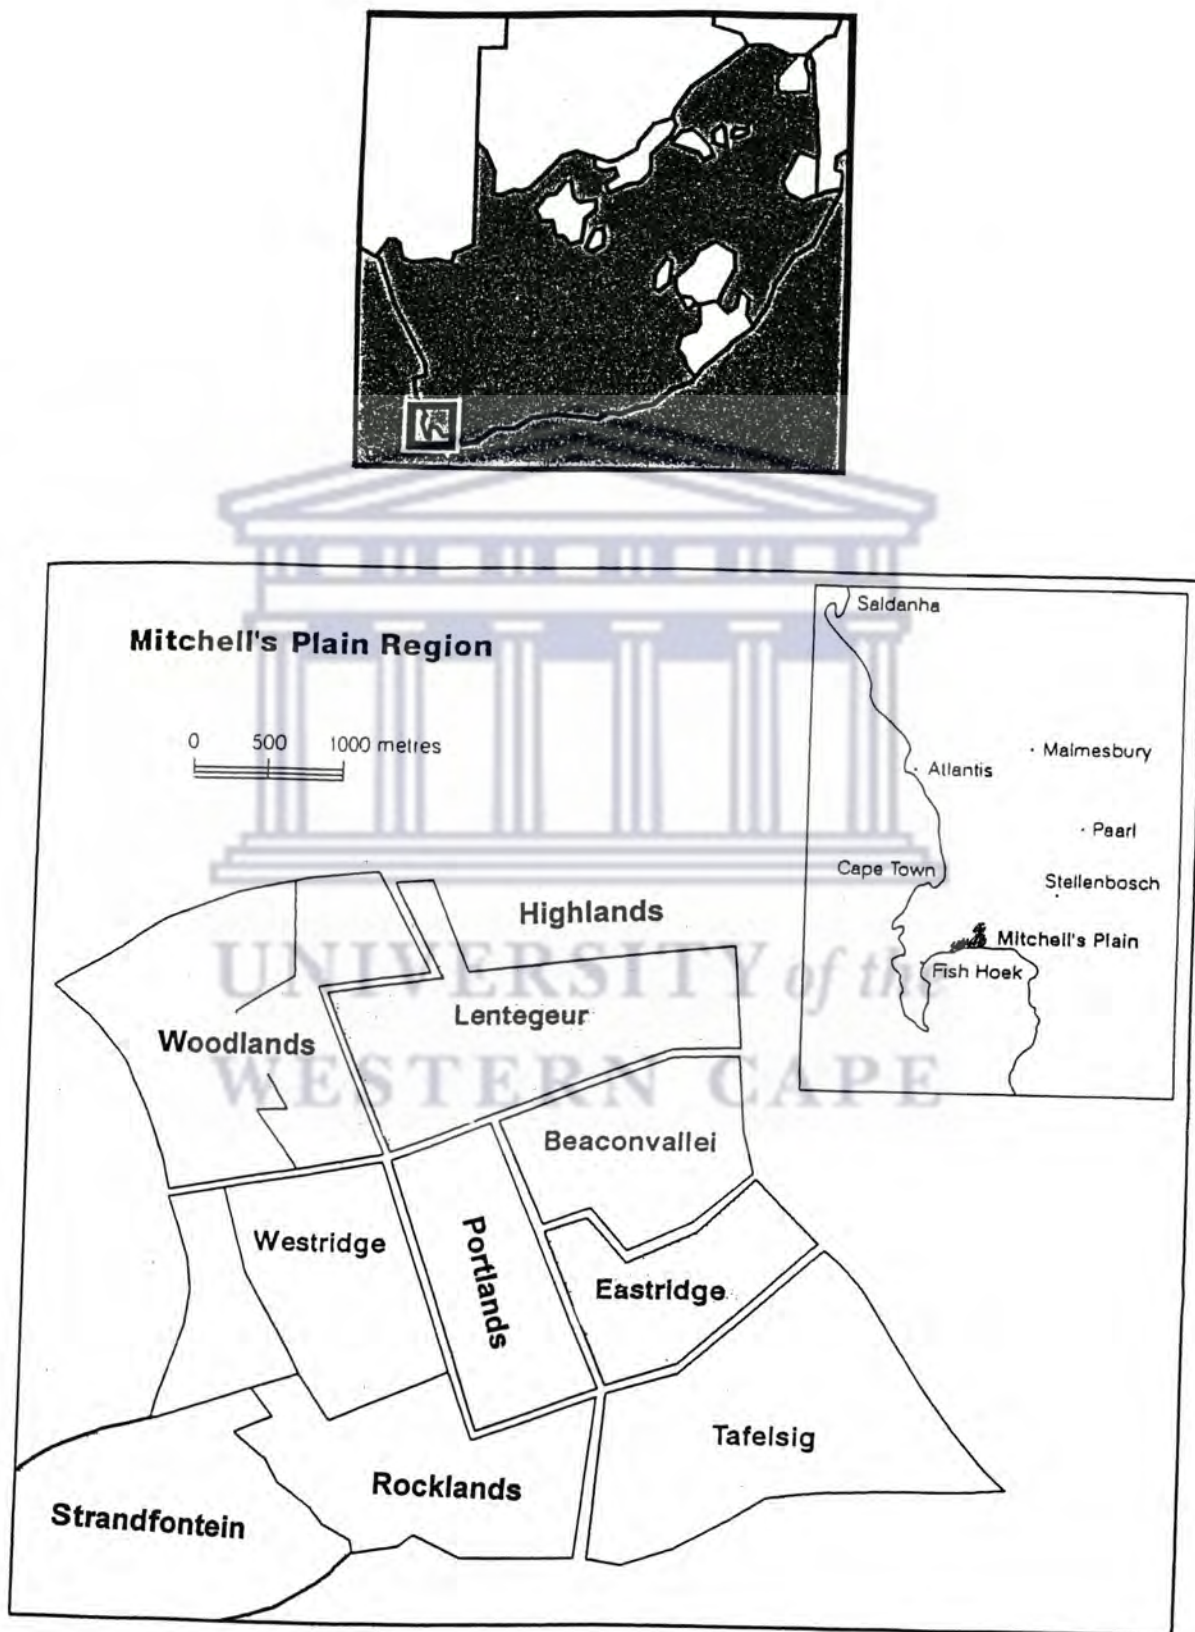 Mitchell's Plain Region
0 500 1000 metres
Saldanha
Malmesbury
Atlantis
Paarl
Cape Town
Stellenbosch
Mitchell's Plain
Fish Hoek
Highlands
UNIVERSITY of the
WESTERN CAPE
Lentegeur
Woodlands
Beaconvallei
Westridge
Portlands
Eastridge
Tafelsig
Rocklands
Strandfontein